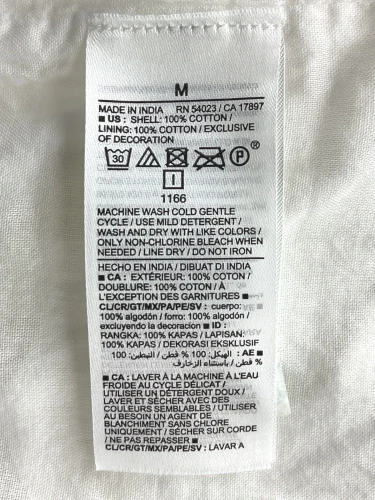 M
MADE IN INDIA RN 54023 / CA 17897
■ US : SHELL: 100% COTTON /
LINING: 100% COTTON / EXCLUSIVE
OF DECORATION
30 P ®
I
1166
MACHINE WASH COLD GENTLE
CYCLE / USE MILD DETERGENT /
WASH AND DRY WITH LIKE COLORS /
ONLY NON-CHLORINE BLEACH WHEN
NEEDED / LINE DRY / DO NOT IRON
HECHO EN INDIA / DIBUAT DI INDIA
■ CA : EXTÉRIEUR: 100% COTON /
DOUBLURE: 100% COTON / À
L'EXCEPTION DES GARNITURES ■
CL/CR/GT/MX/PA/PE/SV : cuerpo:
100% algodón / forro: 100% algodon /
excluyendo la decoracion ■ ID :
RANGKA: 100% KAPAS / LAPISAN:
100% KAPAS / DEKORASI EKSKLUSIF
■ AE : الهيكل: 100 % قطن / التبطين: 100
% قطن / باستثناء الزخارف
■ CA : LAVER À LA MACHINE À L'EAU
FROIDE AU CYCLE DÉLICAT /
UTILISER UN DÉTERGENT DOUX /
LAVER ET SÉCHER AVEC DES
COULEURS SEMBLABLES / UTILISER
AU BESOIN UN AGENT DE
BLANCHIMENT SANS CHLORE
UNIQUEMENT / SÉCHER SUR CORDE
/ NE PAS REPASSER ■
CL/CR/GT/MX/PA/PE/SV : LAVAR A